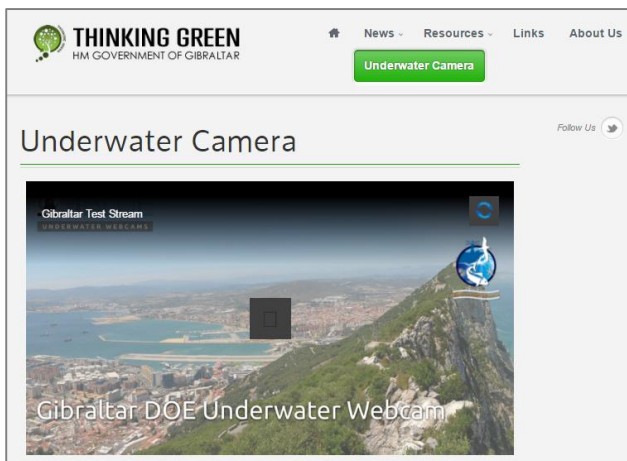 THINKING GREEN
HM GOVERNMENT OF GIBRALTAR
News
Resources
Links
About Us
Underwater Camera
Underwater Camera
Follow Us
Gibraltar Test Stream
UNDERWATER WEBCAMS
Gibraltar DOE Underwater Webcam